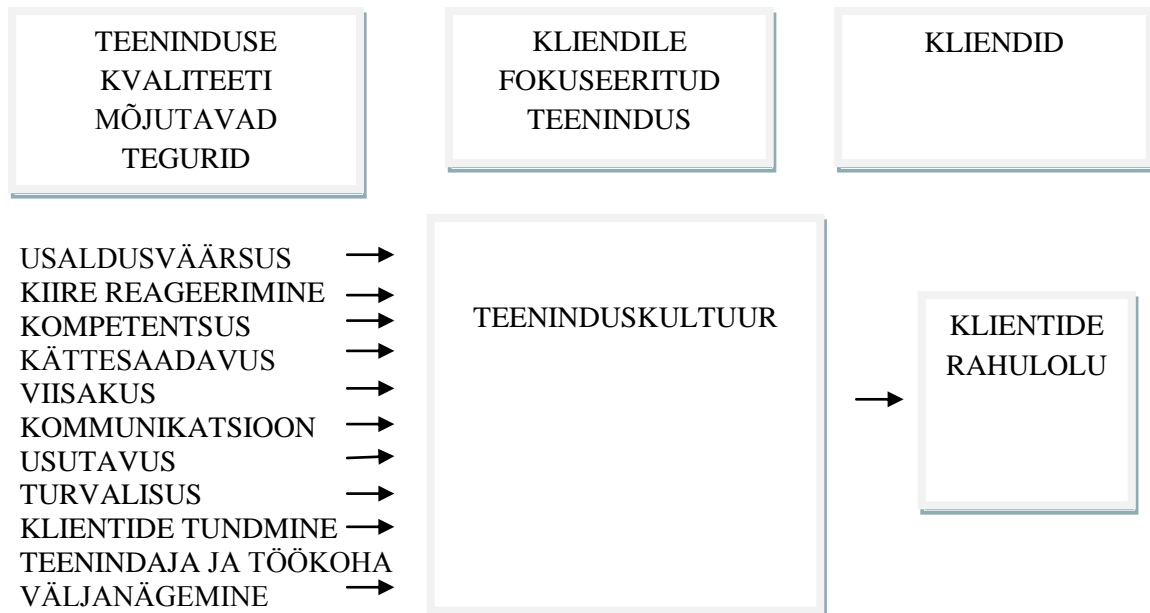 TEENINDUSE
KVALITEETI
MÕJUTAVAD
TEGURID
KLIENDILE
FOKUSEERITUD
TEENINDUS
KLIENDID
USALDUSVÄÄRSUS
KIIRE REAGEERIMINE
KOMPETENTSUS
KÄTTESAADAVUS
VIISAKUS
KOMMUNIKATSIOON
USUTAVUS
TURVALISUS
KLIENTIDE TUNDMINE
TEENINDAJA JA TÖÖKOHA
VÄLJANÄGEMINE
TEENINDUSKULTUUR
KLIENTIDE
RAHULOLU